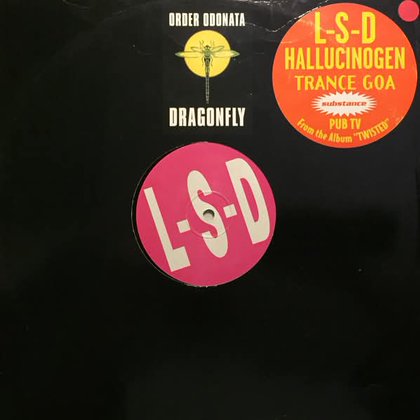 ORDER ODONATA
DRAGONFLY
L-S-D
HALLUCINOGEN
TRANCE GOA
substance
PUB TV
From the Album "TWISTED"
L-S-D